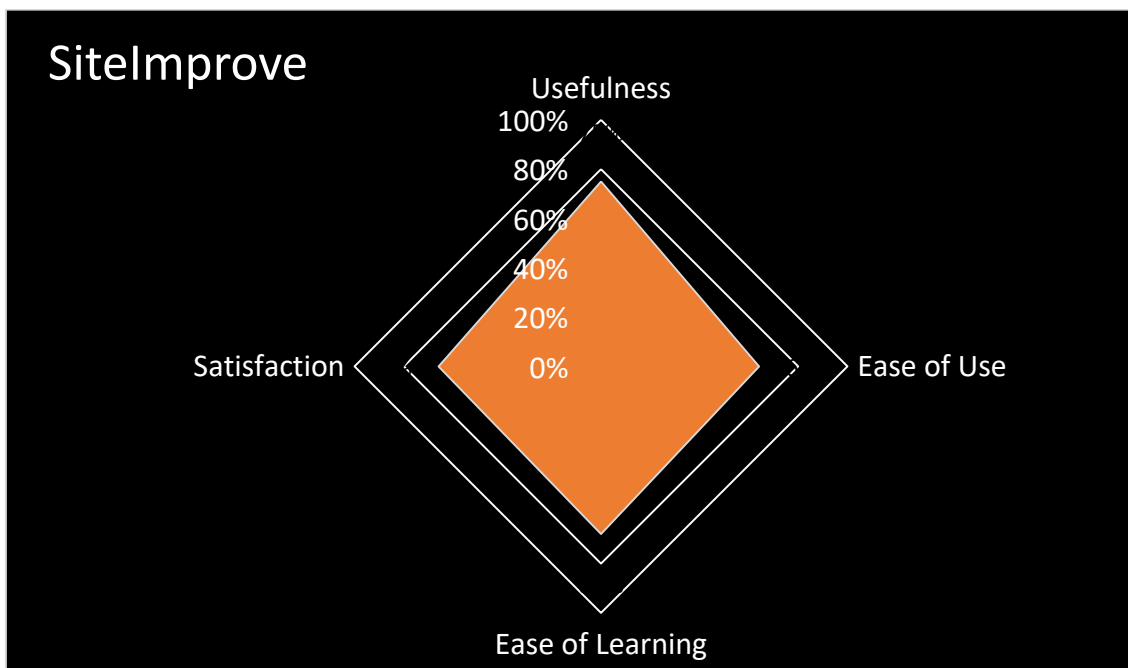 SiteImprove
Usefulness
100%
80%
60%
40%
20%
0%
Satisfaction
Ease of Use
Ease of Learning